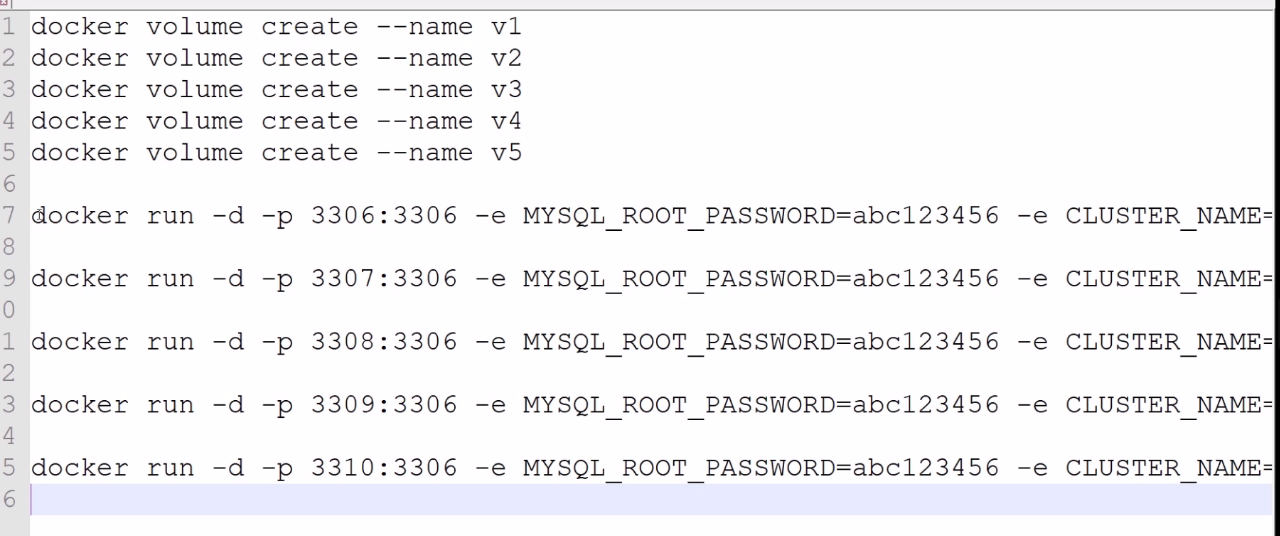 1 docker volume create --name v1
2 docker volume create --name v2
3 docker volume create --name v3
4 docker volume create --name v4
5 docker volume create --name v5
6
7 docker run -d -p 3306:3306 -e MYSQL_ROOT_PASSWORD=abc123456 -e CLUSTER_NAME=
8
9 docker run -d -p 3307:3306 -e MYSQL_ROOT_PASSWORD=abc123456 -e CLUSTER_NAME=
0
1 docker run -d -p 3308:3306 -e MYSQL_ROOT_PASSWORD=abc123456 -e CLUSTER_NAME=
2
3 docker run -d -p 3309:3306 -e MYSQL_ROOT_PASSWORD=abc123456 -e CLUSTER_NAME=
4
5 docker run -d -p 3310:3306 -e MYSQL_ROOT_PASSWORD=abc123456 -e CLUSTER_NAME=
6